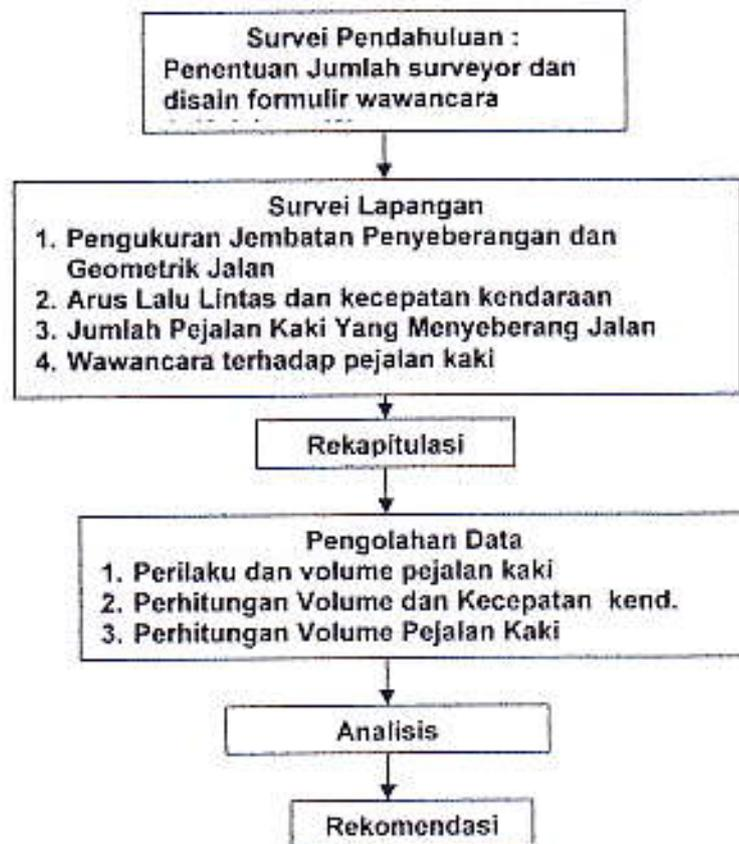 Survei Pendahuluan :
Penentuan Jumlah surveyor dan
disain formulir wawancara
Survei Lapangan
1. Pengukuran Jembatan Penyeberangan dan
Geometrik Jalan
2. Arus Lalu Lintas dan kecepatan kendaraan
3. Jumlah Pejalan Kaki Yang Menyeberang Jalan
4. Wawancara terhadap pejalan kaki
Rekapitulasi
Pengolahan Data
1. Perilaku dan volume pejalan kaki
2. Perhitungan Volume dan Kecepatan kend.
3. Perhitungan Volume Pejalan Kaki
Analisis
Rekomendasi